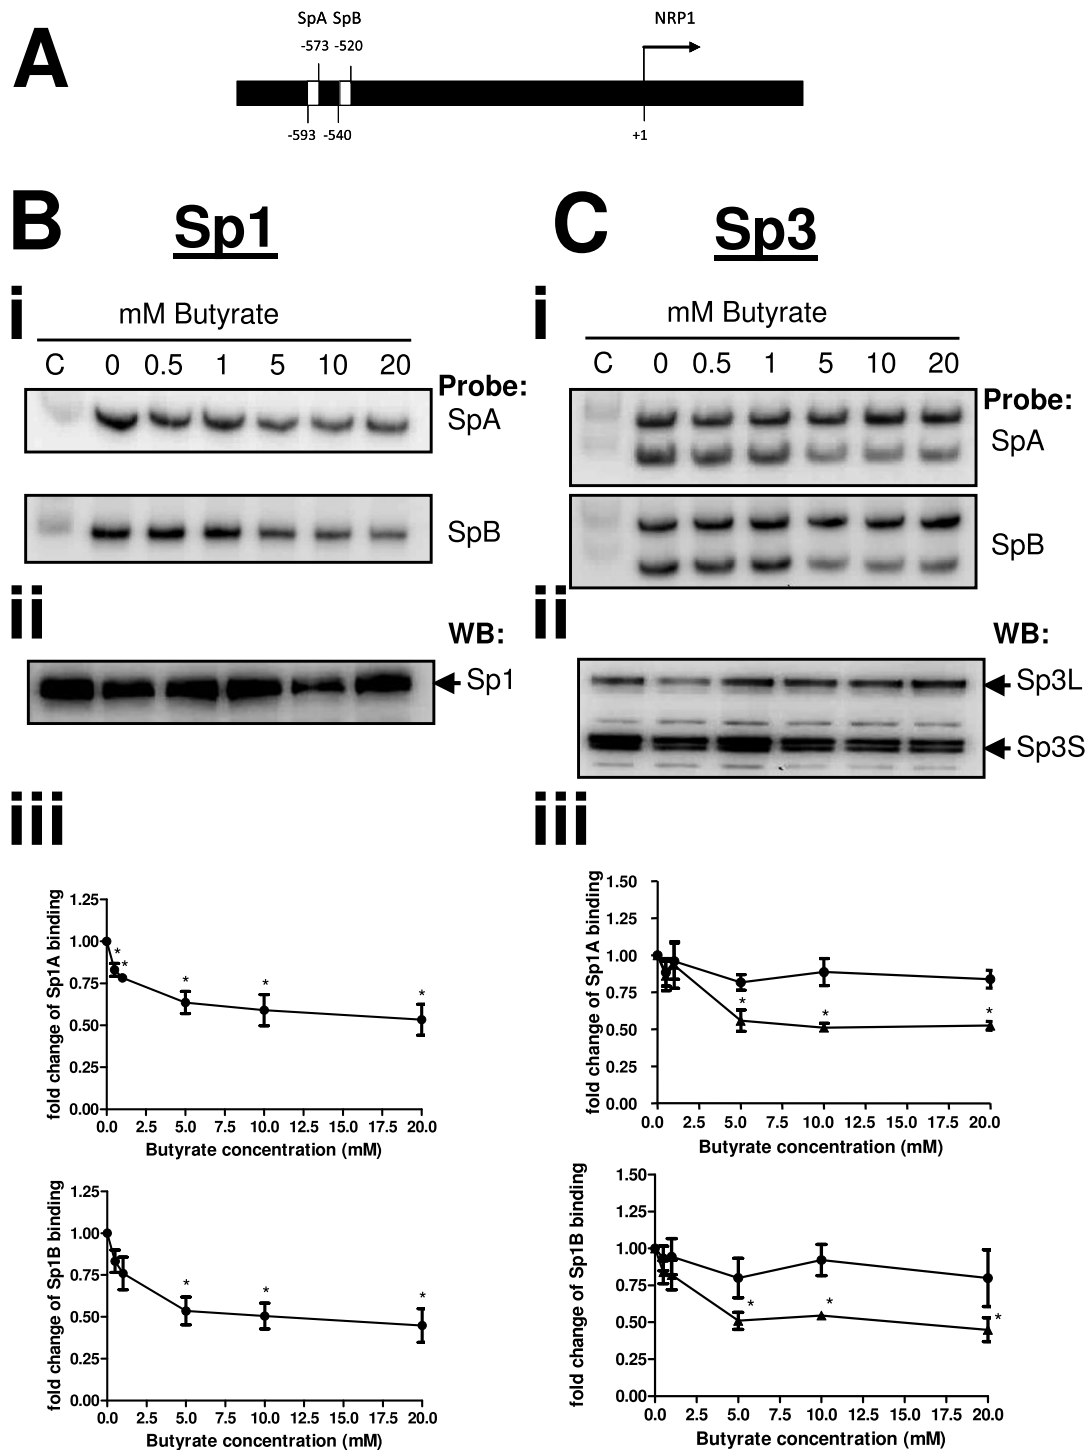 A
SpA SpB NRP1
-573 -520
-593 -540 +1
B Sp1
i
mM Butyrate
C 0 0.5 1 5 10 20
Probe:
SpA
SpB
ii
WB:
Sp1
iii
fold change of Sp1A binding
1.25
1.00
0.75
0.50
0.25
0.00
* * * * *
0.0 2.5 5.0 7.5 10.0 12.5 15.0 17.5 20.0
Butyrate concentration (mM)
fold change of Sp1B binding
1.25
1.00
0.75
0.50
0.25
0.00
* * *
0.0 2.5 5.0 7.5 10.0 12.5 15.0 17.5 20.0
Butyrate concentration (mM)
C Sp3
i
mM Butyrate
C 0 0.5 1 5 10 20
Probe:
SpA
SpB
ii
WB:
Sp3L
Sp3S
iii
fold change of Sp1A binding
1.50
1.25
1.00
0.75
0.50
0.25
0.00
* * *
0.0 2.5 5.0 7.5 10.0 12.5 15.0 17.5 20.0
Butyrate concentration (mM)
fold change of Sp1B binding
1.50
1.25
1.00
0.75
0.50
0.25
0.00
* * *
0.0 2.5 5.0 7.5 10.0 12.5 15.0 17.5 20.0
Butyrate concentration (mM)